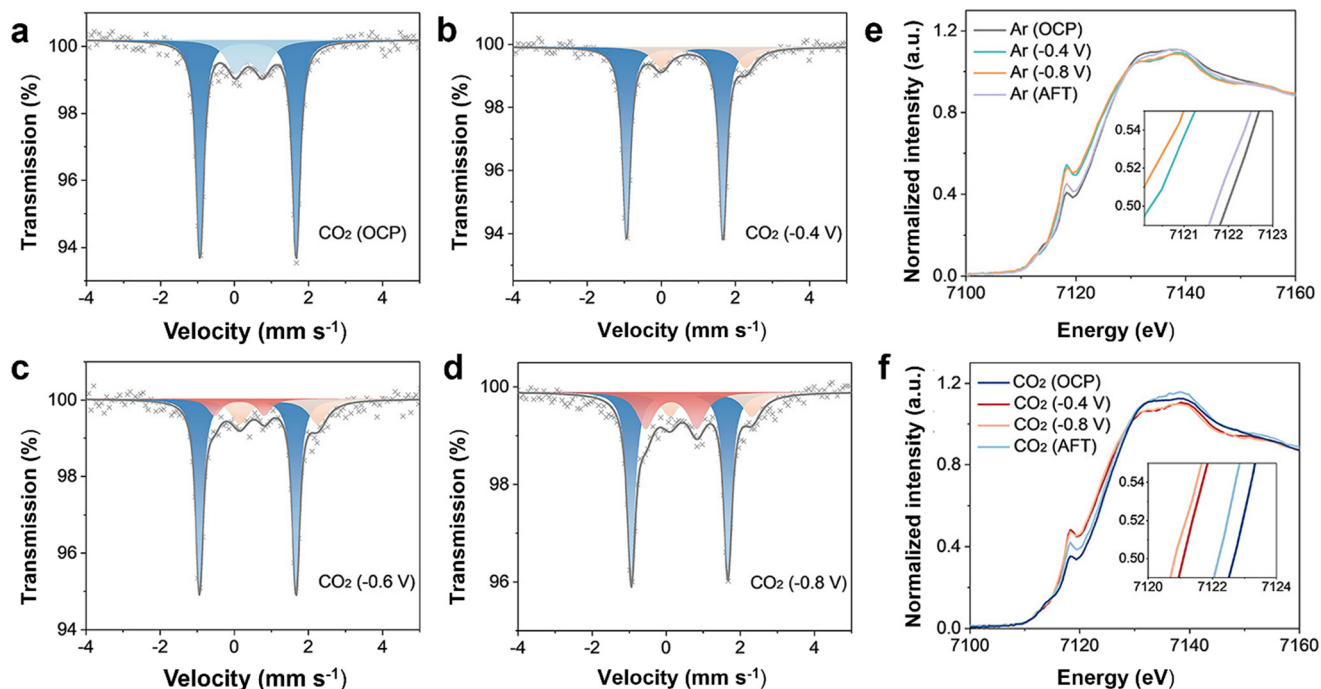 a
100
98
96
94
Transmission (%)
-4 -2 0 2 4
Velocity (mm s⁻¹)
CO₂ (OCP)
b
100
98
96
94
Transmission (%)
-4 -2 0 2 4
Velocity (mm s⁻¹)
CO₂ (-0.4 V)
e
1.2
0.8
0.4
0.0
Normalized intensity (a.u.)
Ar (OCP)
Ar (-0.4 V)
Ar (-0.8 V)
Ar (AFT)
0.54
0.52
0.50
7121 7122 7123
7100 7120 7140 7160
Energy (eV)
c
100
98
96
94
Transmission (%)
-4 -2 0 2 4
Velocity (mm s⁻¹)
CO₂ (-0.6 V)
d
100
98
96
Transmission (%)
-4 -2 0 2 4
Velocity (mm s⁻¹)
CO₂ (-0.8 V)
f
1.2
0.8
0.4
0.0
Normalized intensity (a.u.)
CO₂ (OCP)
CO₂ (-0.4 V)
CO₂ (-0.8 V)
CO₂ (AFT)
0.54
0.52
0.50
7120 7122 7124
7100 7120 7140 7160
Energy (eV)